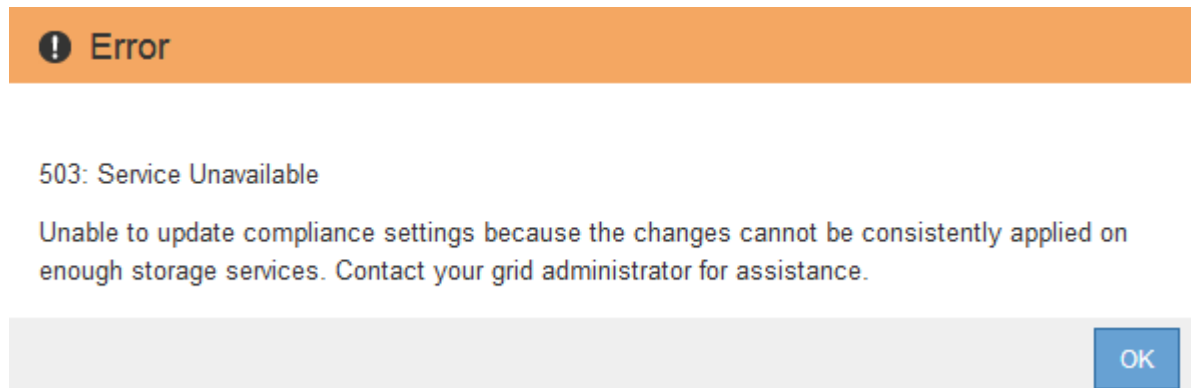 Error
503: Service Unavailable
Unable to update compliance settings because the changes cannot be consistently applied on
enough storage services. Contact your grid administrator for assistance.
OK